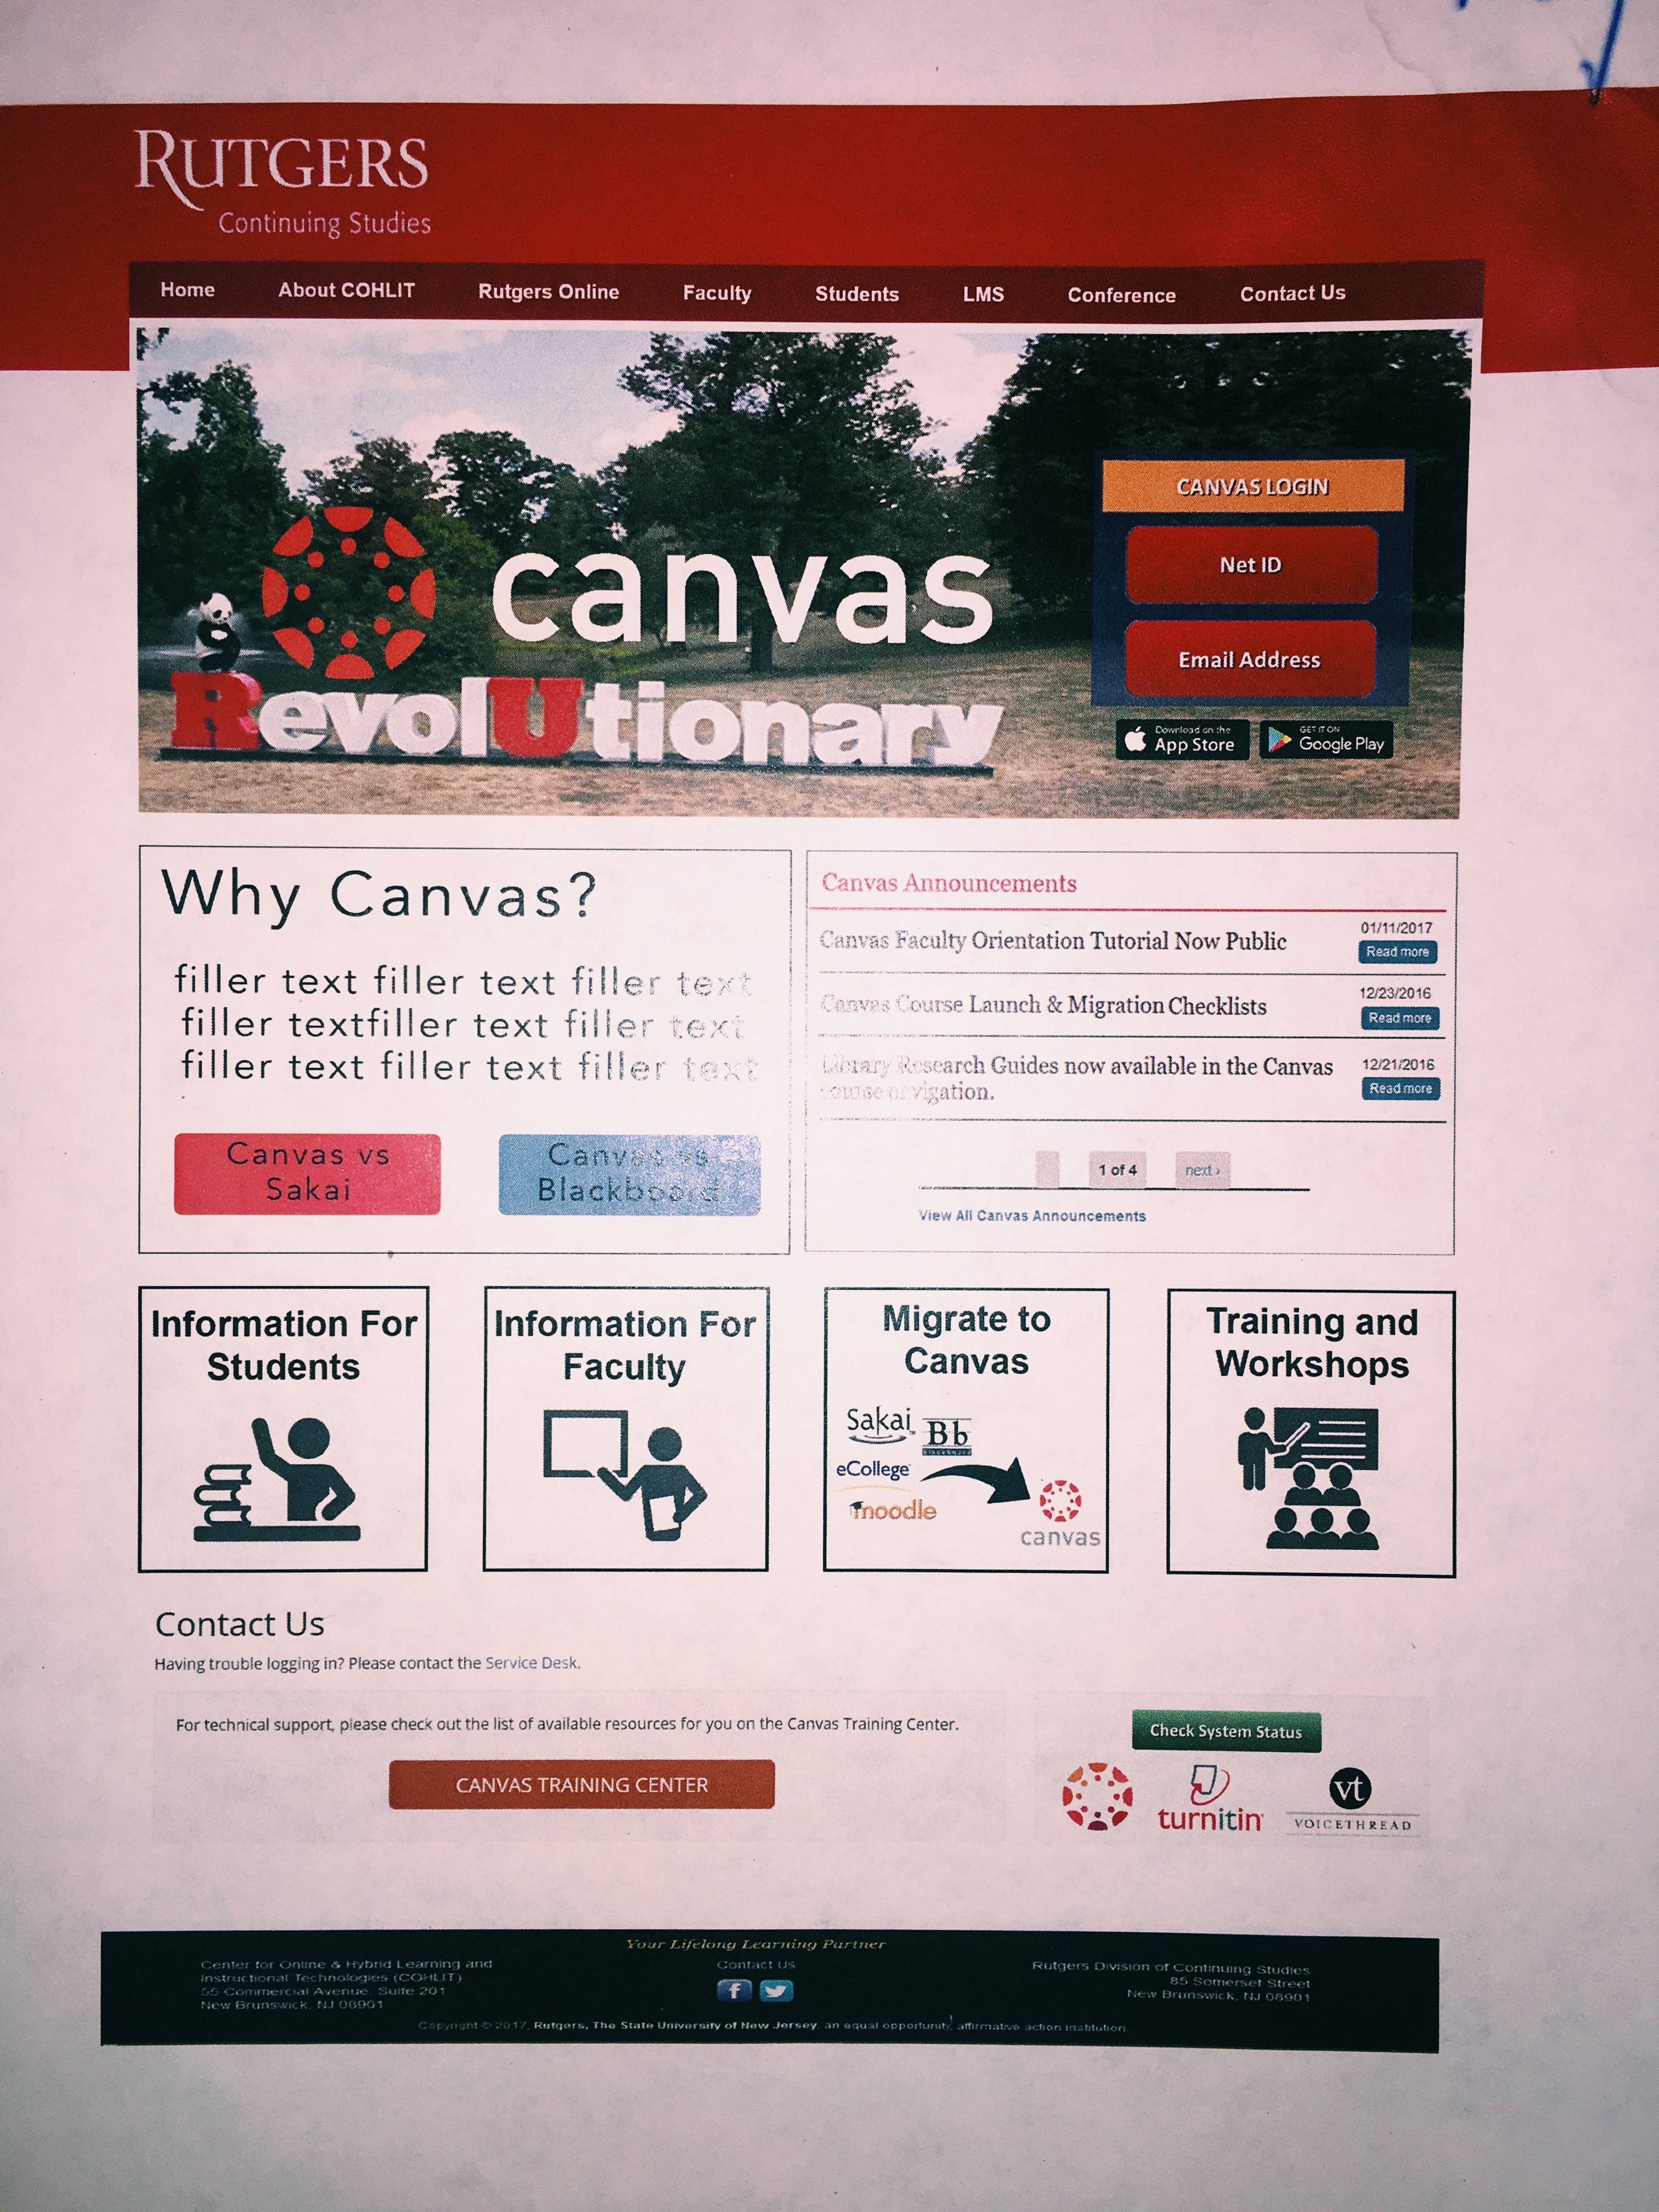 RUTGERS
Continuing Studies
Home About COHLIT Rutgers Online Faculty Students LMS Conference Contact Us
CANVAS LOGIN
Net ID
Email Address
canvas
RevolUtionary
Download on the App Store
GET IT ON Google Play
Why Canvas?
filler text filler text filler text
filler textfiller text filler text
filler text filler text filler text
Canvas vs
Sakai
Canvas vs
Blackboard
Canvas Announcements
Canvas Faculty Orientation Tutorial Now Public
01/11/2017
Read more
Canvas Course Launch & Migration Checklists
12/23/2016
Read more
Library Research Guides now available in the Canvas
course navigation.
12/21/2016
Read more
1 of 4
next ›
View All Canvas Announcements
Information For
Students
Information For
Faculty
Migrate to
Canvas
Sakai
Bb
eCollege
moodle
canvas
Training and
Workshops
Contact Us
Having trouble logging in? Please contact the Service Desk.
For technical support, please check out the list of available resources for you on the Canvas Training Center.
CANVAS TRAINING CENTER
Check System Status
turnitin
vt
VOICETHREAD
Your Lifelong Learning Partner
Center for Online & Hybrid Learning and
Instructional Technologies (COHLIT)
55 Commercial Avenue, Suite 201
New Brunswick, NJ 08901
Contact Us
Rutgers Division of Continuing Studies
85 Somerset Street
New Brunswick, NJ 08901
Copyright © 2017, Rutgers, The State University of New Jersey, an equal opportunity, affirmative action institution.